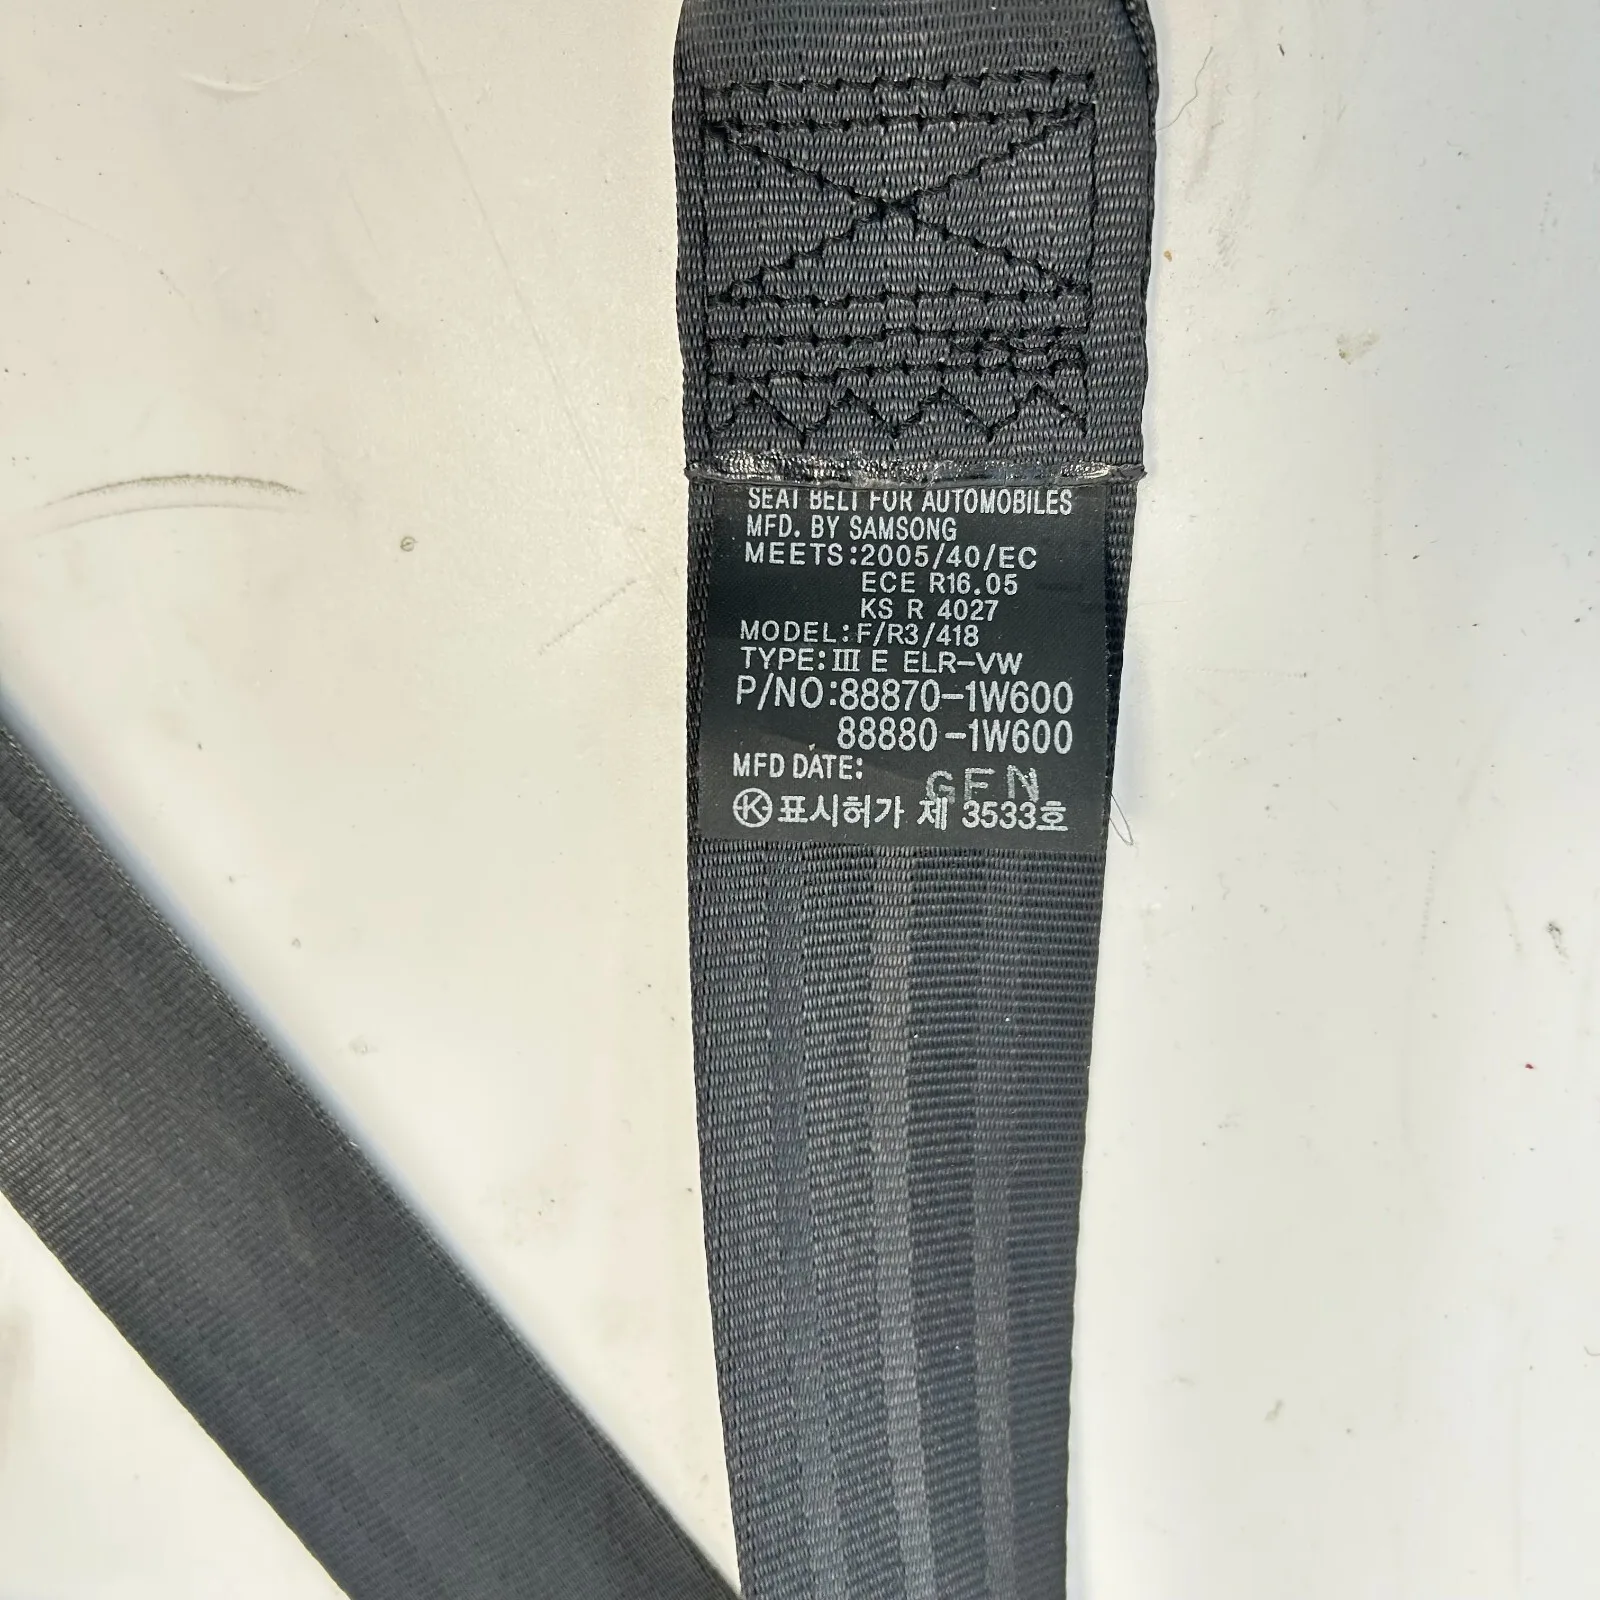 SEAT BELT FOR AUTOMOBILES
MFD. BY SAMSONG
MEETS:2005/40/EC
ECE R16.05
KS R 4027
MODEL:F/R3/418
TYPE:Ⅲ E ELR-VW
P/NO:88870-1W600
88880-1W600
MFD DATE:
GFN
Ⓚ표시허가 제 3533호